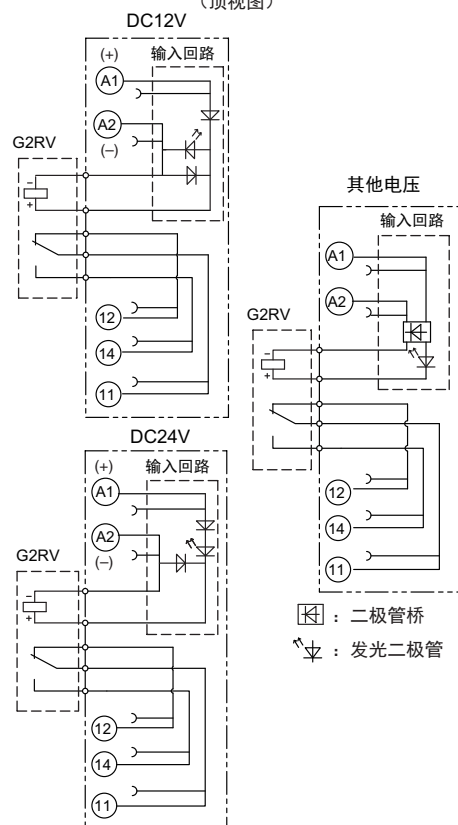 (顶视图)
DC12V
(+) 输入回路
A1
A2
(–)
G2RV
–
+
12
14
11
DC24V
(+) 输入回路
A1
A2
(–)
G2RV
–
+
12
14
11
其他电压
输入回路
A1
A2
G2RV
–
+
12
14
11
：二极管桥
：发光二极管